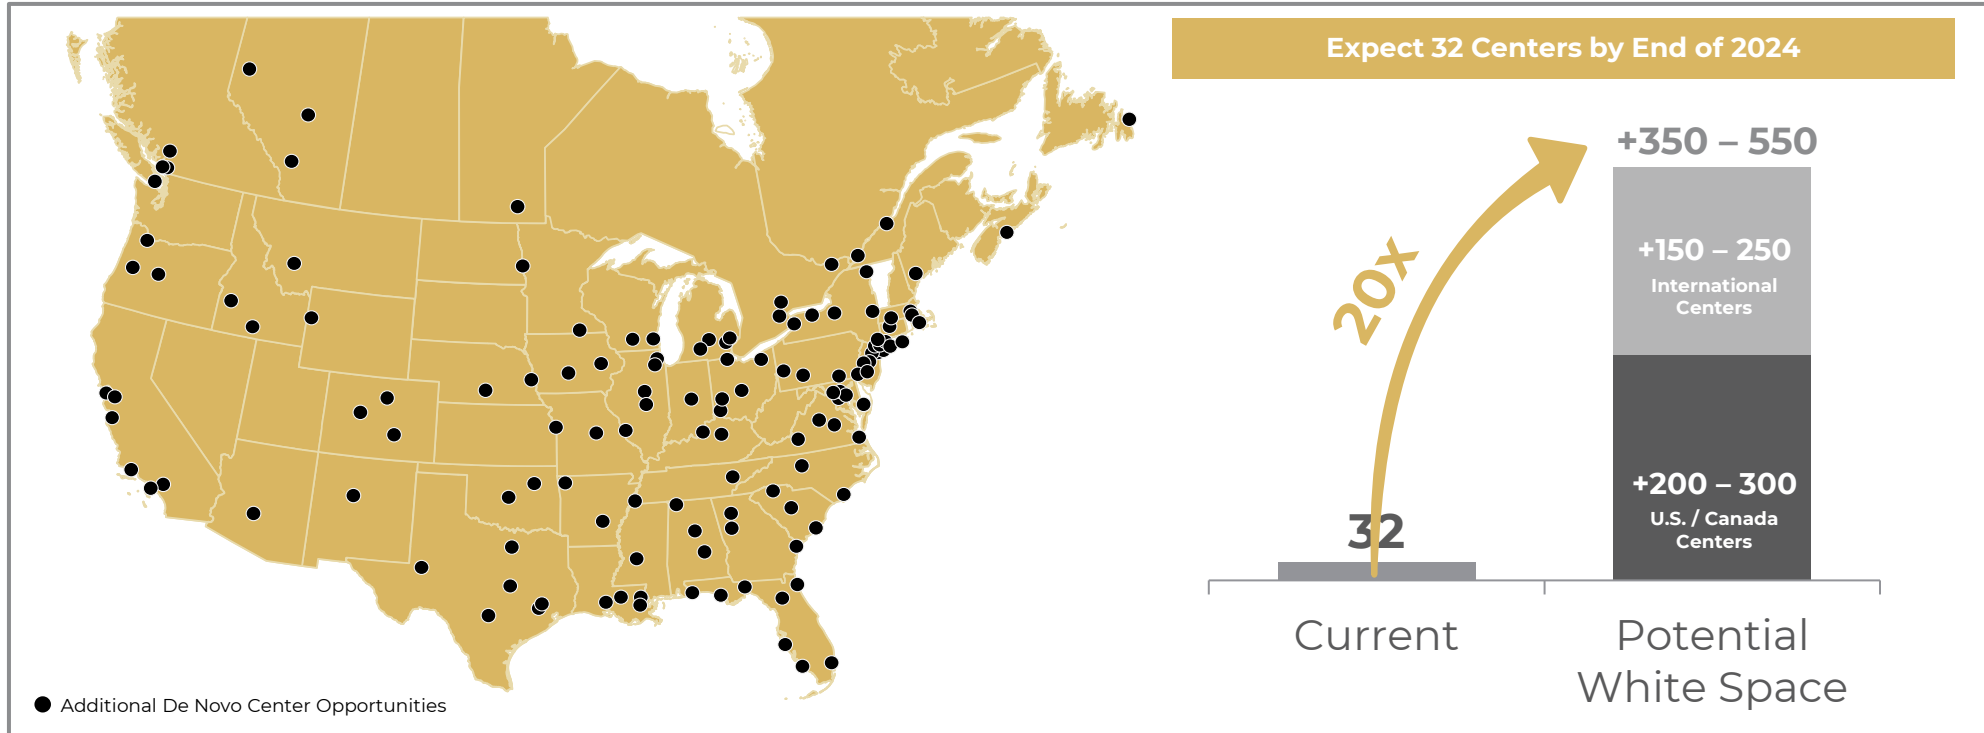 Expect 32 Centers by End of 2024
+350 – 550
20x
+150 – 250
International
Centers
+200 – 300
U.S. / Canada
Centers
32
Current
Potential
White Space
Additional De Novo Center Opportunities